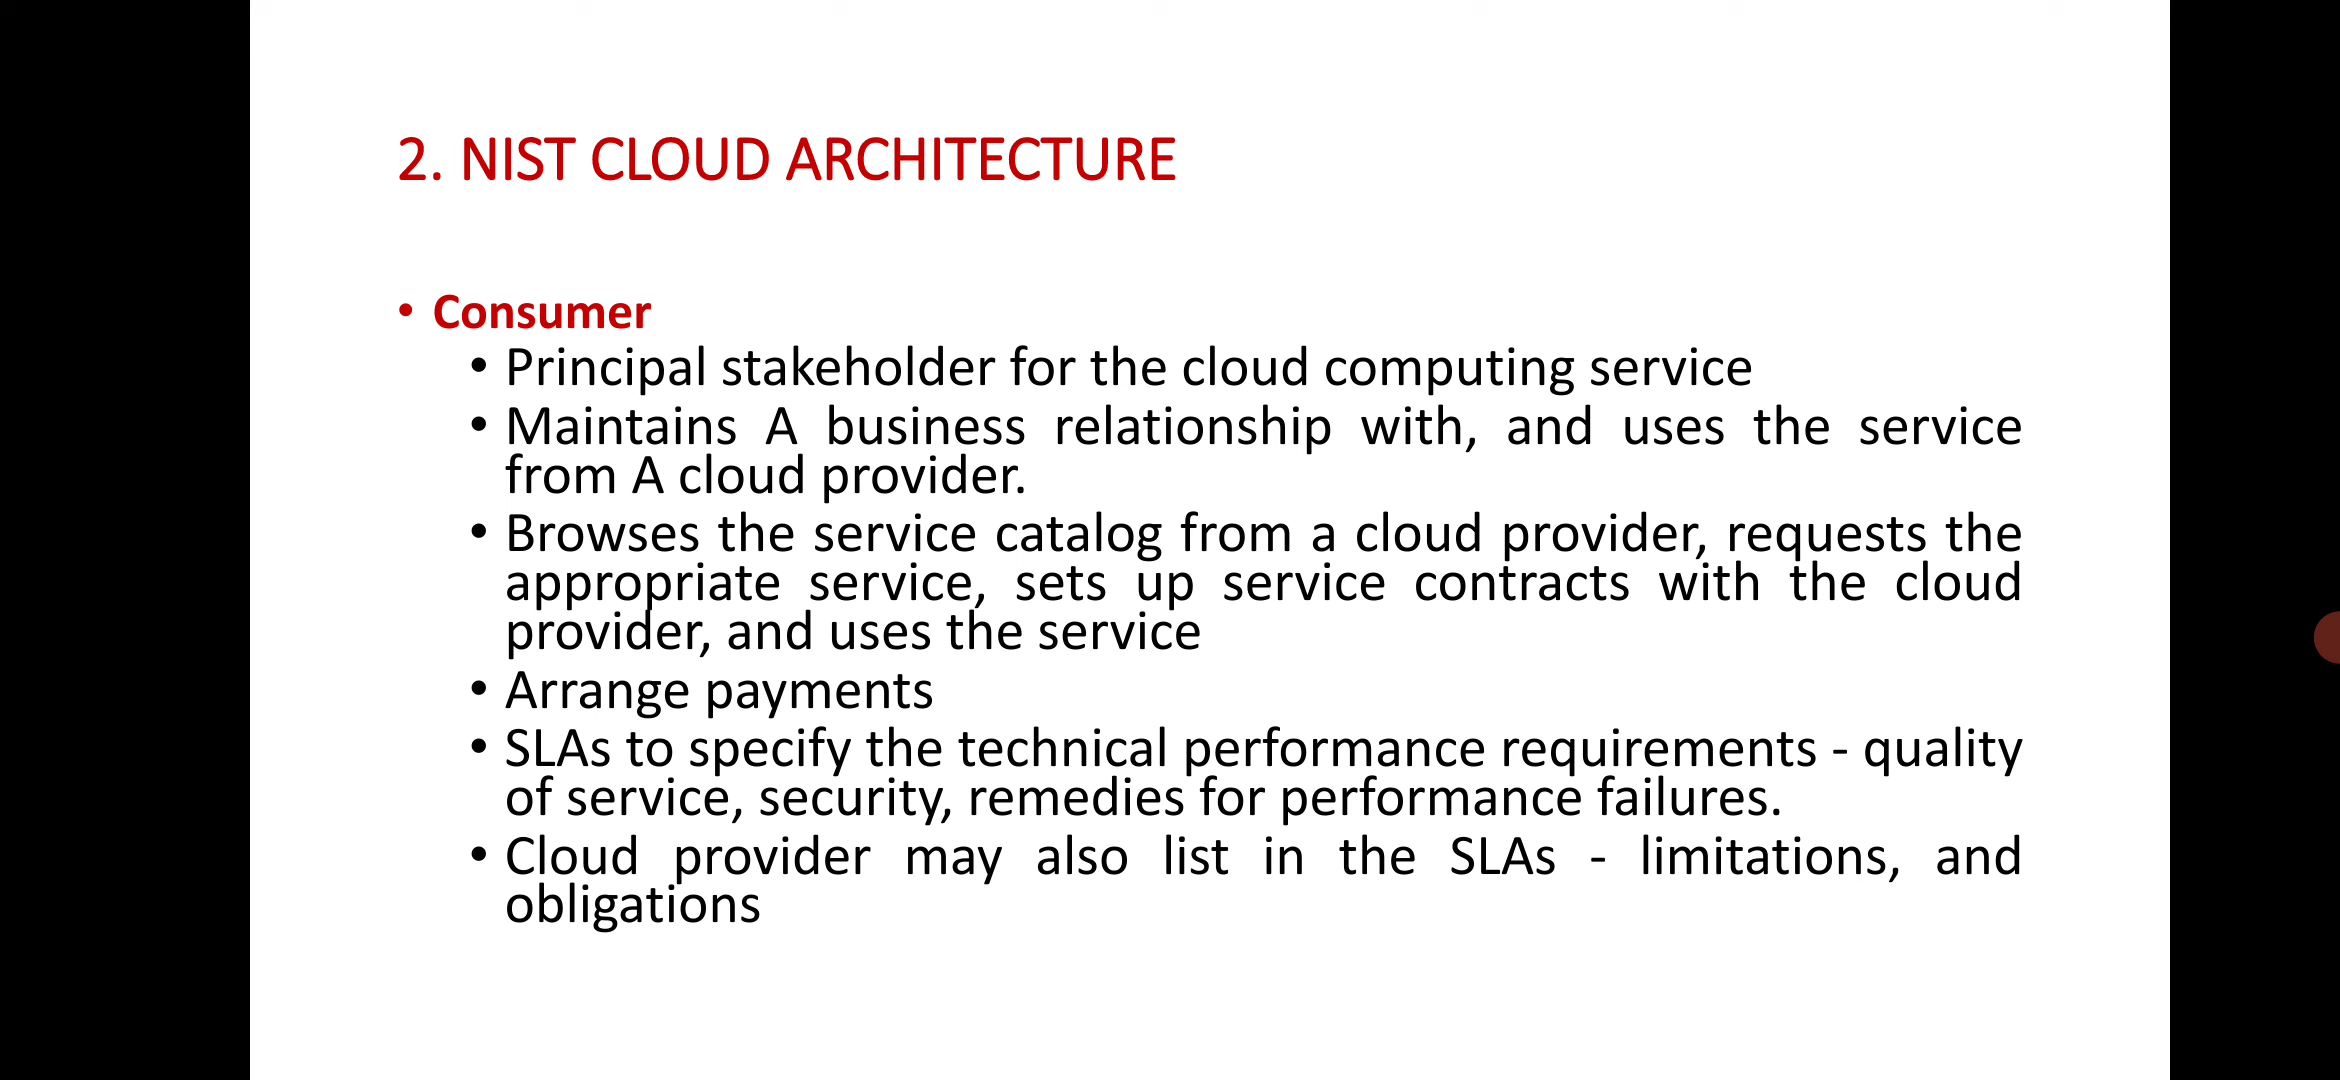 2. NIST CLOUD ARCHITECTURE
• Consumer
• Principal stakeholder for the cloud computing service
• Maintains A business relationship with, and uses the service
from A cloud provider.
• Browses the service catalog from a cloud provider, requests the
appropriate service, sets up service contracts with the cloud
provider, and uses the service
• Arrange payments
• SLAs to specify the technical performance requirements - quality
of service, security, remedies for performance failures.
• Cloud provider may also list in the SLAs - limitations, and
obligations